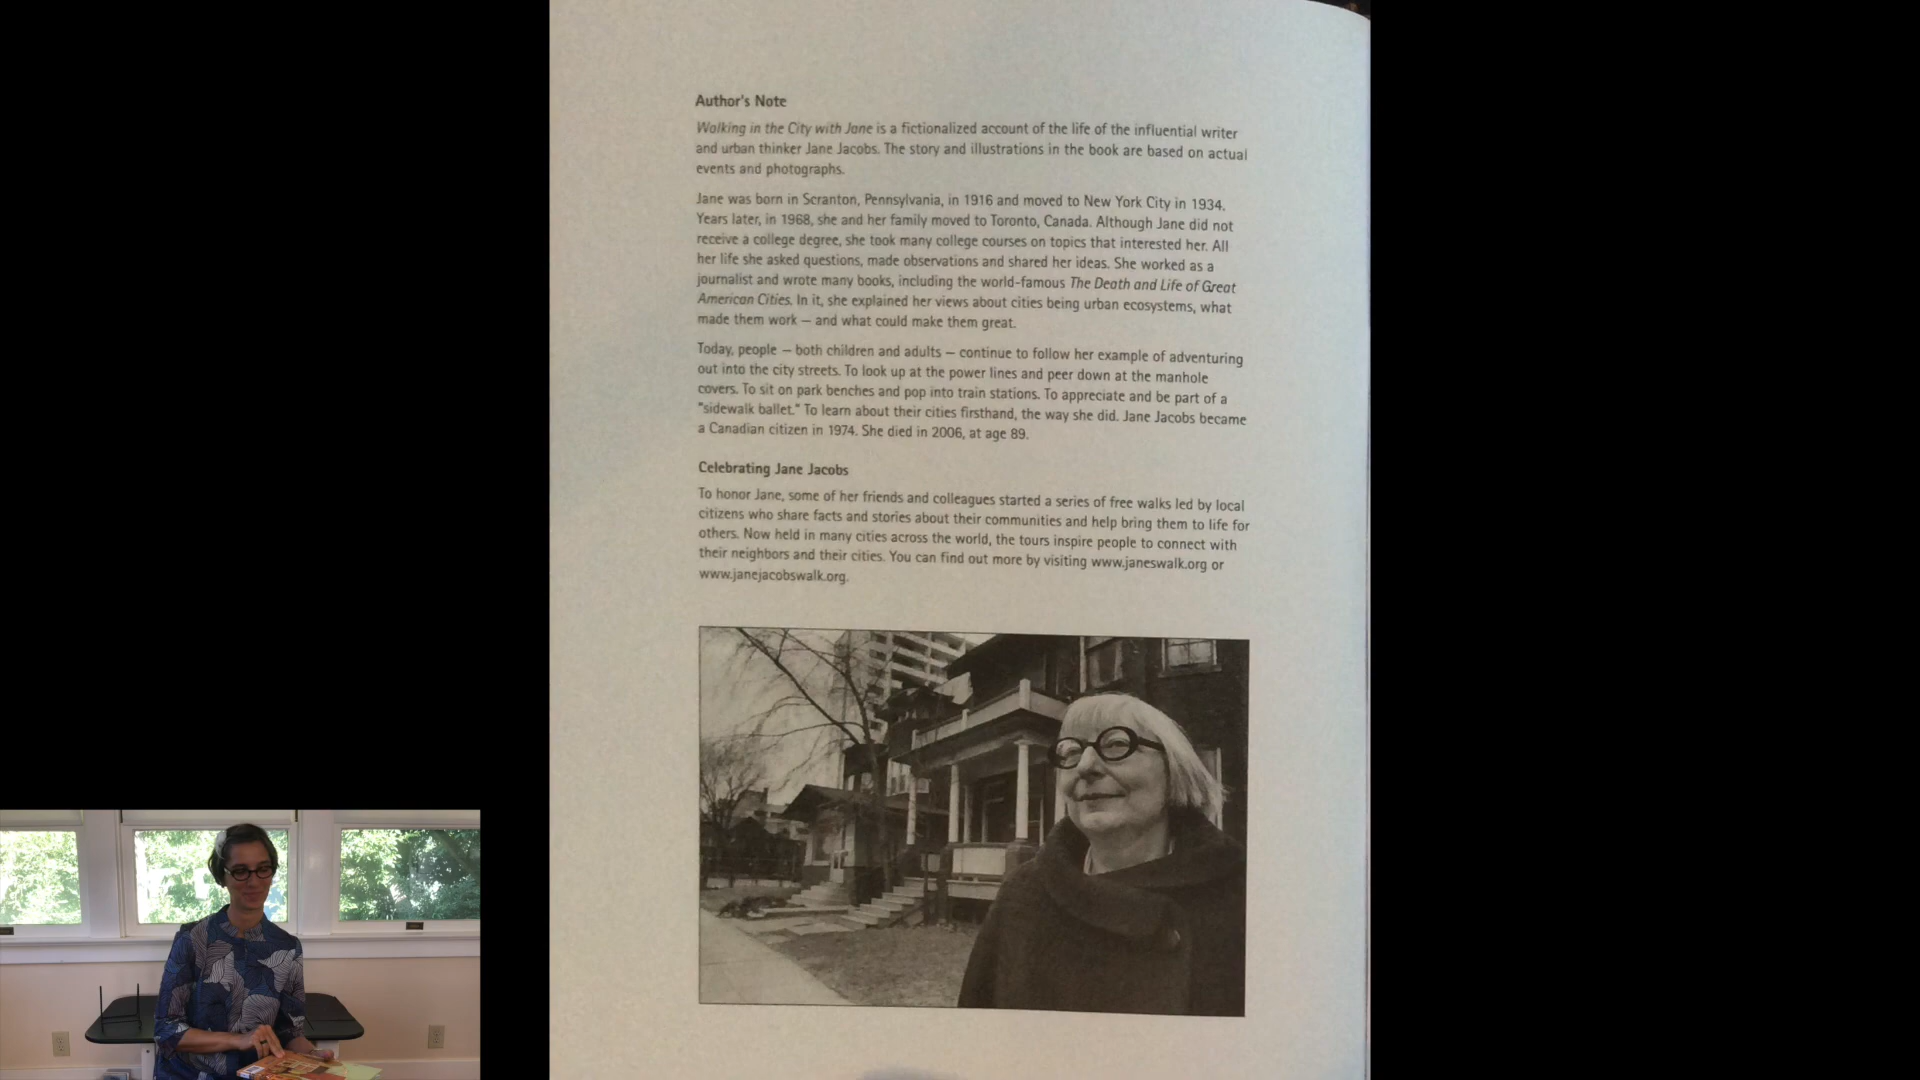 Author's Note
Walking in the City with Jane is a fictionalized account of the life of the influential writer
and urban thinker Jane Jacobs. The story and illustrations in the book are based on actual
events and photographs.
Jane was born in Scranton, Pennsylvania, in 1916 and moved to New York City in 1934.
Years later, in 1968, she and her family moved to Toronto, Canada. Although Jane did not
receive a college degree, she took many college courses on topics that interested her. All
her life she asked questions, made observations and shared her ideas. She worked as a
journalist and wrote many books, including the world-famous The Death and Life of Great
American Cities. In it, she explained her views about cities being urban ecosystems, what
made them work — and what could make them great.
Today, people — both children and adults — continue to follow her example of adventuring
out into the city streets. To look up at the power lines and peer down at the manhole
covers. To sit on park benches and pop into train stations. To appreciate and be part of a
"sidewalk ballet." To learn about their cities firsthand, the way she did. Jane Jacobs became
a Canadian citizen in 1974. She died in 2006, at age 89.
Celebrating Jane Jacobs
To honor Jane, some of her friends and colleagues started a series of free walks led by local
citizens who share facts and stories about their communities and help bring them to life for
others. Now held in many cities across the world, the tours inspire people to connect with
their neighbors and their cities. You can find out more by visiting www.janeswalk.org or
www.janejacobswalk.org.